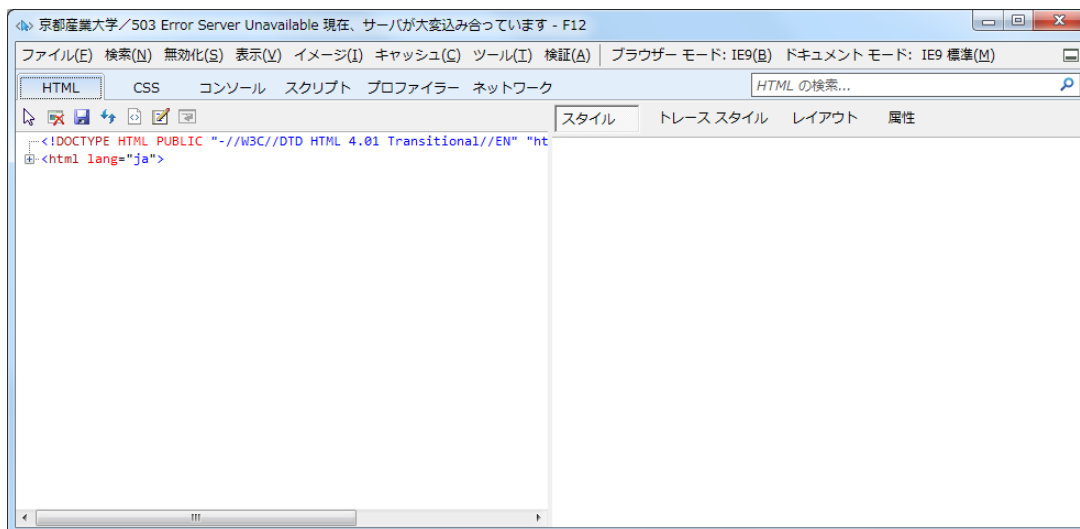 京都産業大学／503 Error Server Unavailable 現在、サーバが大変込み合っています - F12
ファイル(F) 検索(N) 無効化(S) 表示(V) イメージ(I) キャッシュ(C) ツール(T) 検証(A) ブラウザー モード: IE9(B) ドキュメント モード: IE9 標準(M)
HTML CSS コンソール スクリプト プロファイラー ネットワーク HTML の検索...
スタイル トレース スタイル レイアウト 属性
<!DOCTYPE HTML PUBLIC "-//W3C//DTD HTML 4.01 Transitional//EN" "ht
<html lang="ja">